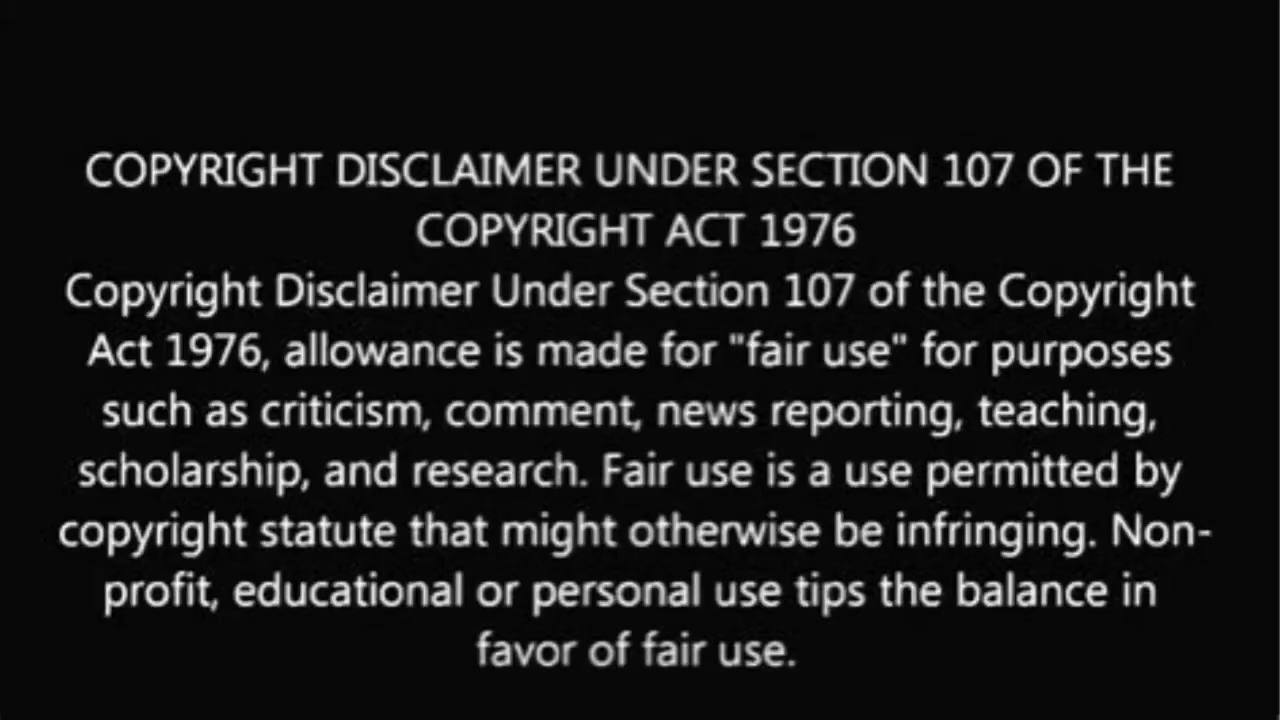 COPYRIGHT DISCLAIMER UNDER SECTION 107 OF THE
COPYRIGHT ACT 1976
Copyright Disclaimer Under Section 107 of the Copyright
Act 1976, allowance is made for "fair use" for purposes
such as criticism, comment, news reporting, teaching,
scholarship, and research. Fair use is a use permitted by
copyright statute that might otherwise be infringing. Non-
profit, educational or personal use tips the balance in
favor of fair use.